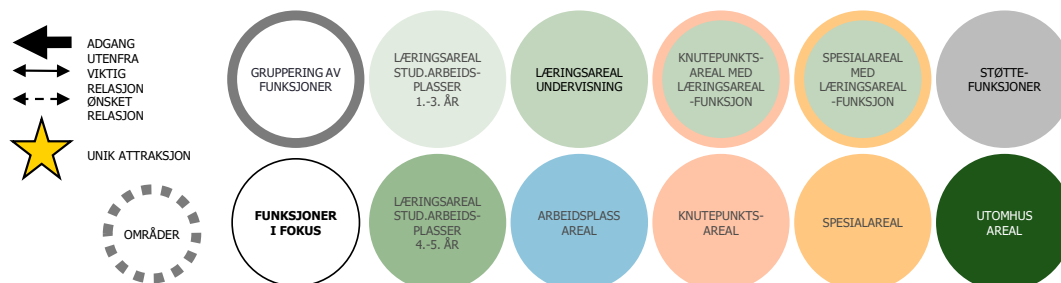 ADGANG
UTENFRA
VIKTIG
RELASJON
ØNSKET
RELASJON
UNIK ATTRAKSJON
OMRÅDER
GRUPPERING AV
FUNKSJONER
LÆRINGSAREAL
STUD.ARBEIDS-
PLASSER
1.-3. ÅR
LÆRINGSAREAL
UNDERVISNING
KNUTEPUNKTS-
AREAL MED
LÆRINGSAREAL
-FUNKSJON
SPESIALAREAL
MED
LÆRINGSAREAL
-FUNKSJON
STØTTE-
FUNKSJONER
FUNKSJONER
I FOKUS
LÆRINGSAREAL
STUD.ARBEIDS-
PLASSER
4.-5. ÅR
ARBEIDSPLASS
AREAL
KNUTEPUNKTS-
AREAL
SPESIALAREAL
UTOMHUS
AREAL